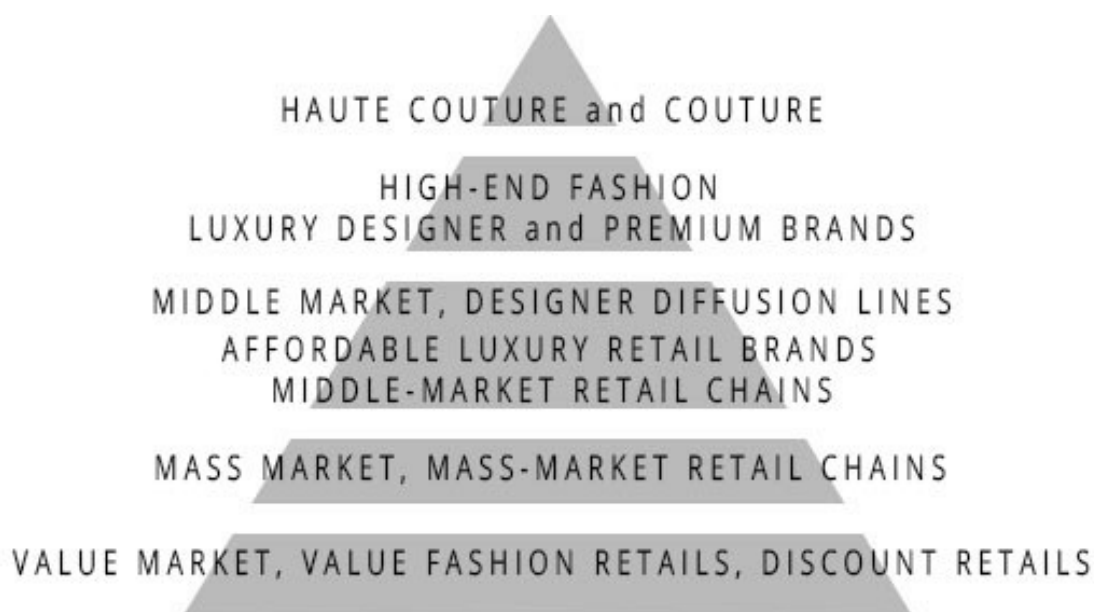 HAUTE COUTURE and COUTURE
HIGH-END FASHION
LUXURY DESIGNER and PREMIUM BRANDS
MIDDLE MARKET, DESIGNER DIFFUSION LINES
AFFORDABLE LUXURY RETAIL BRANDS
MIDDLE-MARKET RETAIL CHAINS
MASS MARKET, MASS-MARKET RETAIL CHAINS
VALUE MARKET, VALUE FASHION RETAILS, DISCOUNT RETAILS